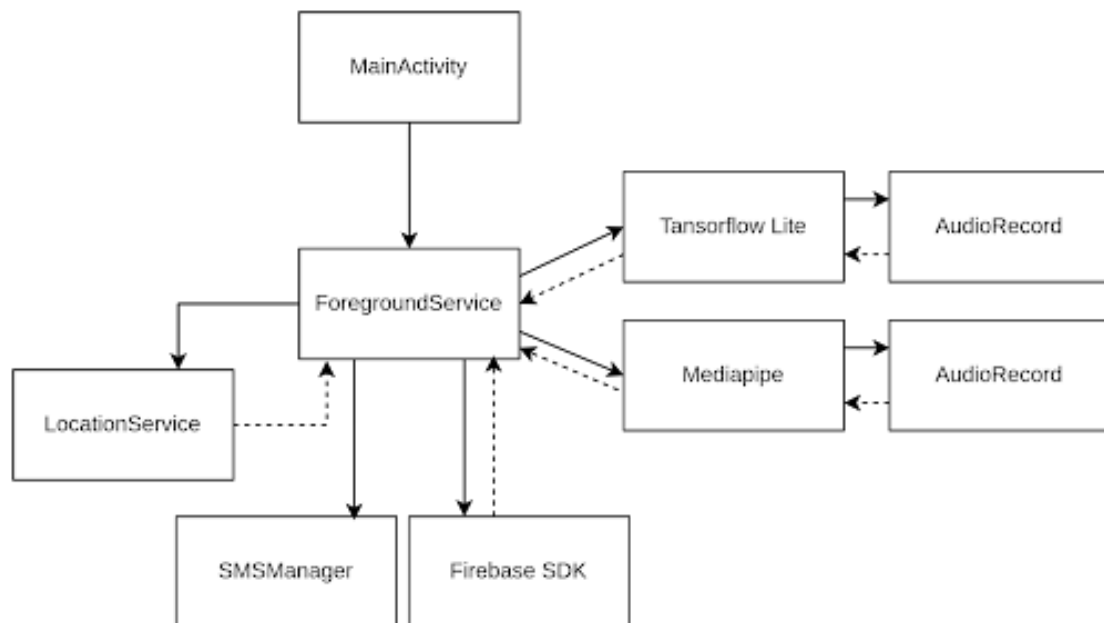 MainActivity
Tansorflow Lite
AudioRecord
ForegroundService
Mediapipe
AudioRecord
LocationService
SMSManager
Firebase SDK